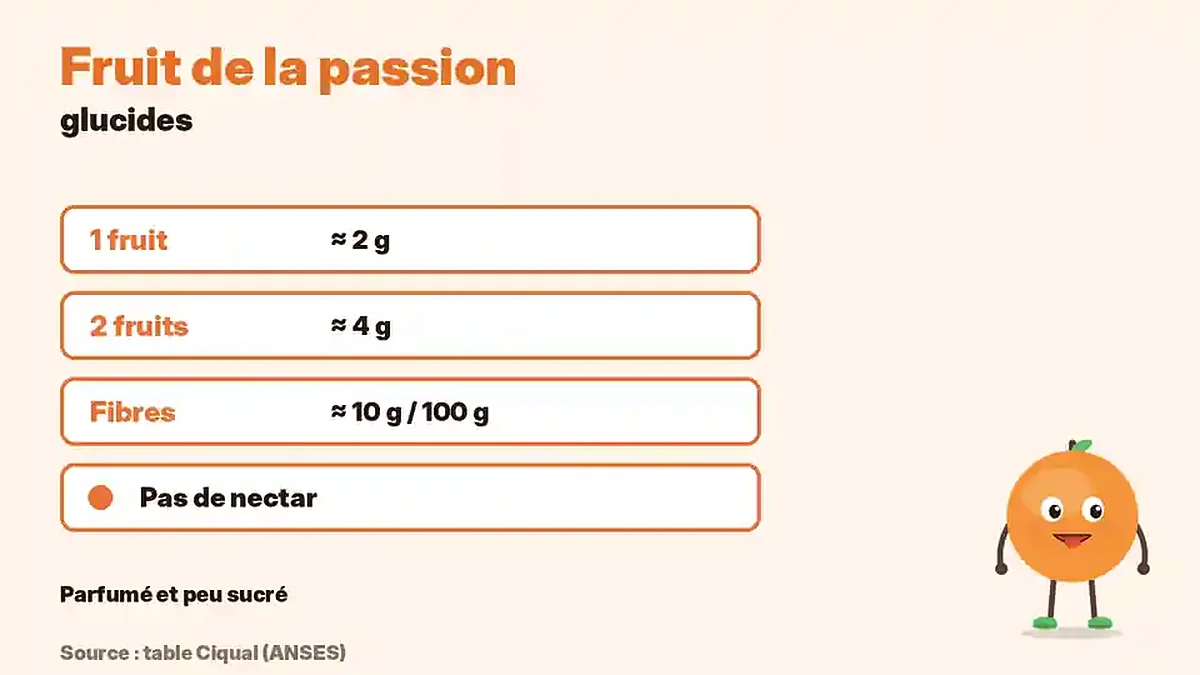 Fruit de la passion
glucides
1 fruit ≈ 2 g
2 fruits ≈ 4 g
Fibres ≈ 10 g / 100 g
Pas de nectar
Parfumé et peu sucré
Source : table Ciqual (ANSES)